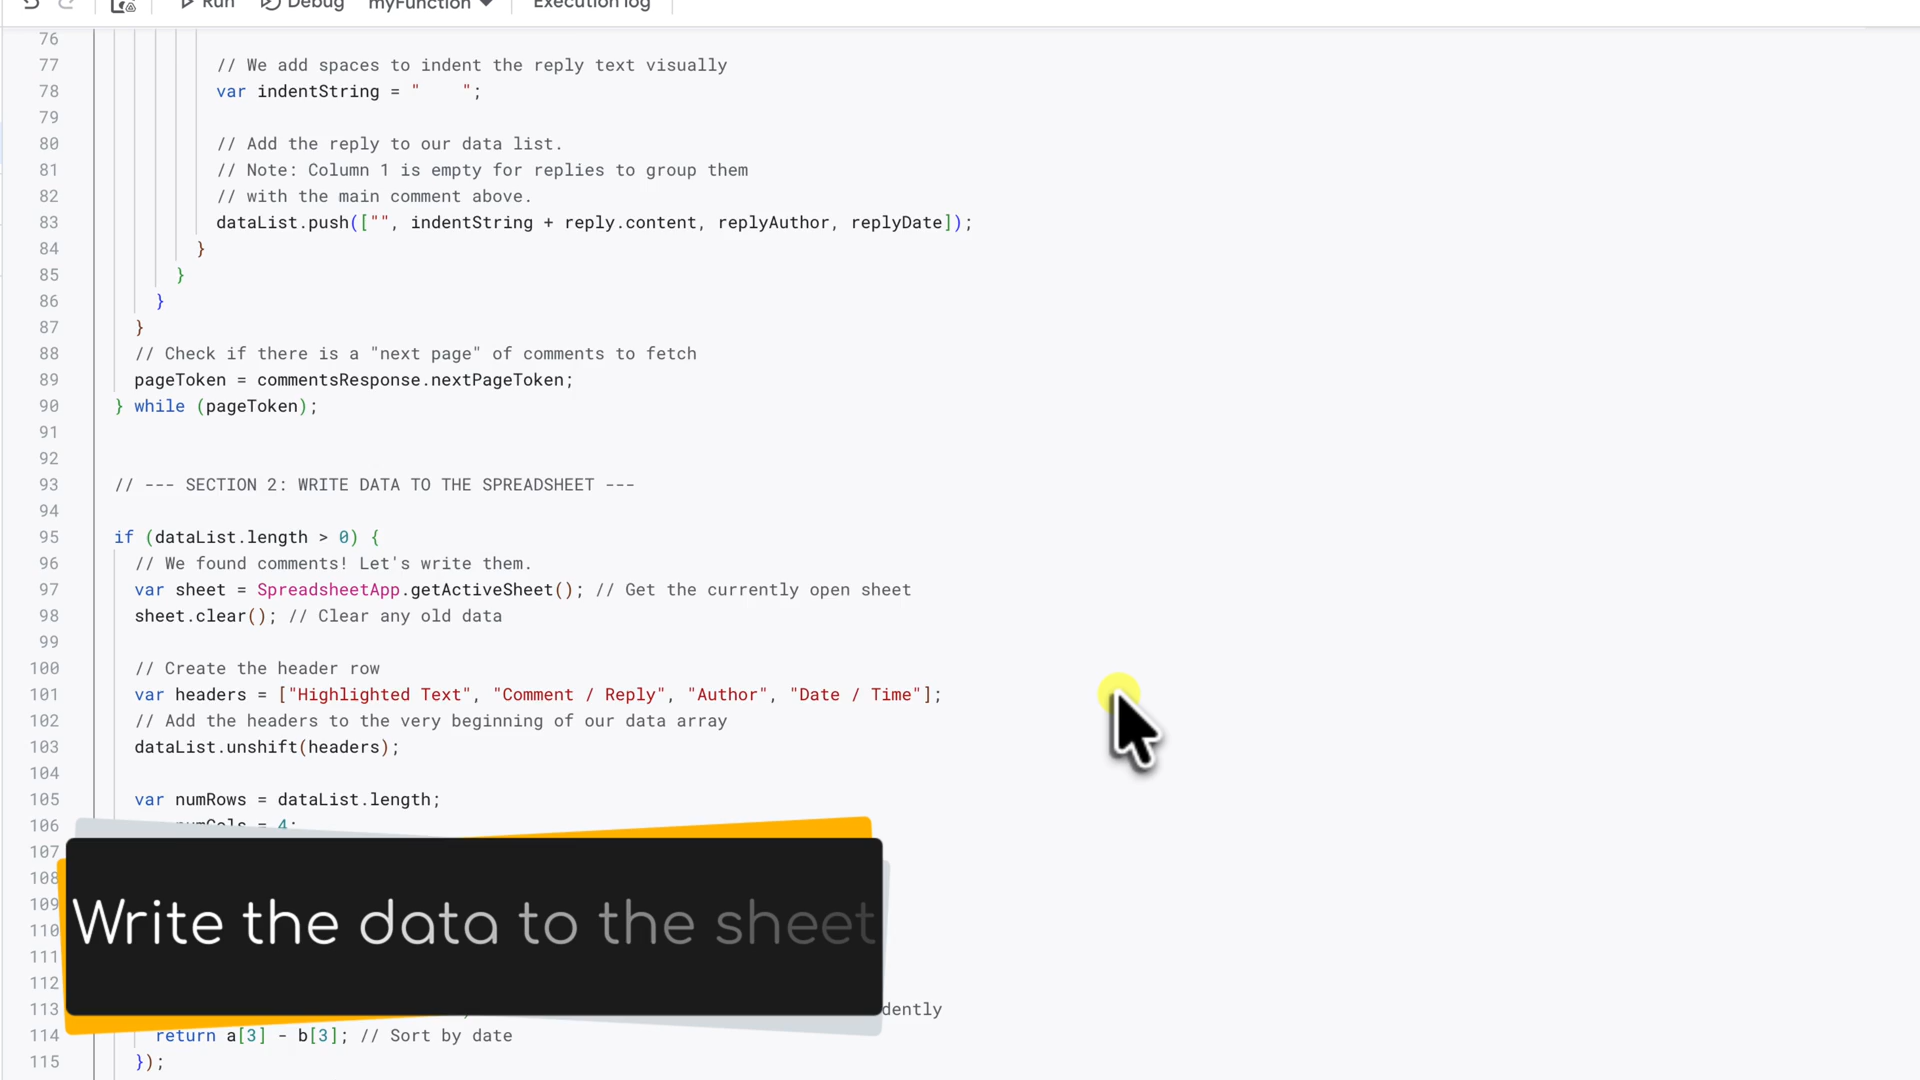 Run Debug myFunction Execution log
76
77 // We add spaces to indent the reply text visually
78 var indentString = "    ";
79
80 // Add the reply to our data list.
81 // Note: Column 1 is empty for replies to group them
82 // with the main comment above.
83 dataList.push(["", indentString + reply.content, replyAuthor, replyDate]);
84 }
85 }
86 }
87 }
88 // Check if there is a "next page" of comments to fetch
89 pageToken = commentsResponse.nextPageToken;
90 } while (pageToken);
91
92
93 // --- SECTION 2: WRITE DATA TO THE SPREADSHEET ---
94
95 if (dataList.length > 0) {
96 // We found comments! Let's write them.
97 var sheet = SpreadsheetApp.getActiveSheet(); // Get the currently open sheet
98 sheet.clear(); // Clear any old data
99
100 // Create the header row
101 var headers = ["Highlighted Text", "Comment / Reply", "Author", "Date / Time"];
102 // Add the headers to the very beginning of our data array
103 dataList.unshift(headers);
104
105 var numRows = dataList.length;
106 numCols = 4;
107
108
109
110
111
112
113 dently
114 return a[3] - b[3]; // Sort by date
115 });
Write the data to the sheet